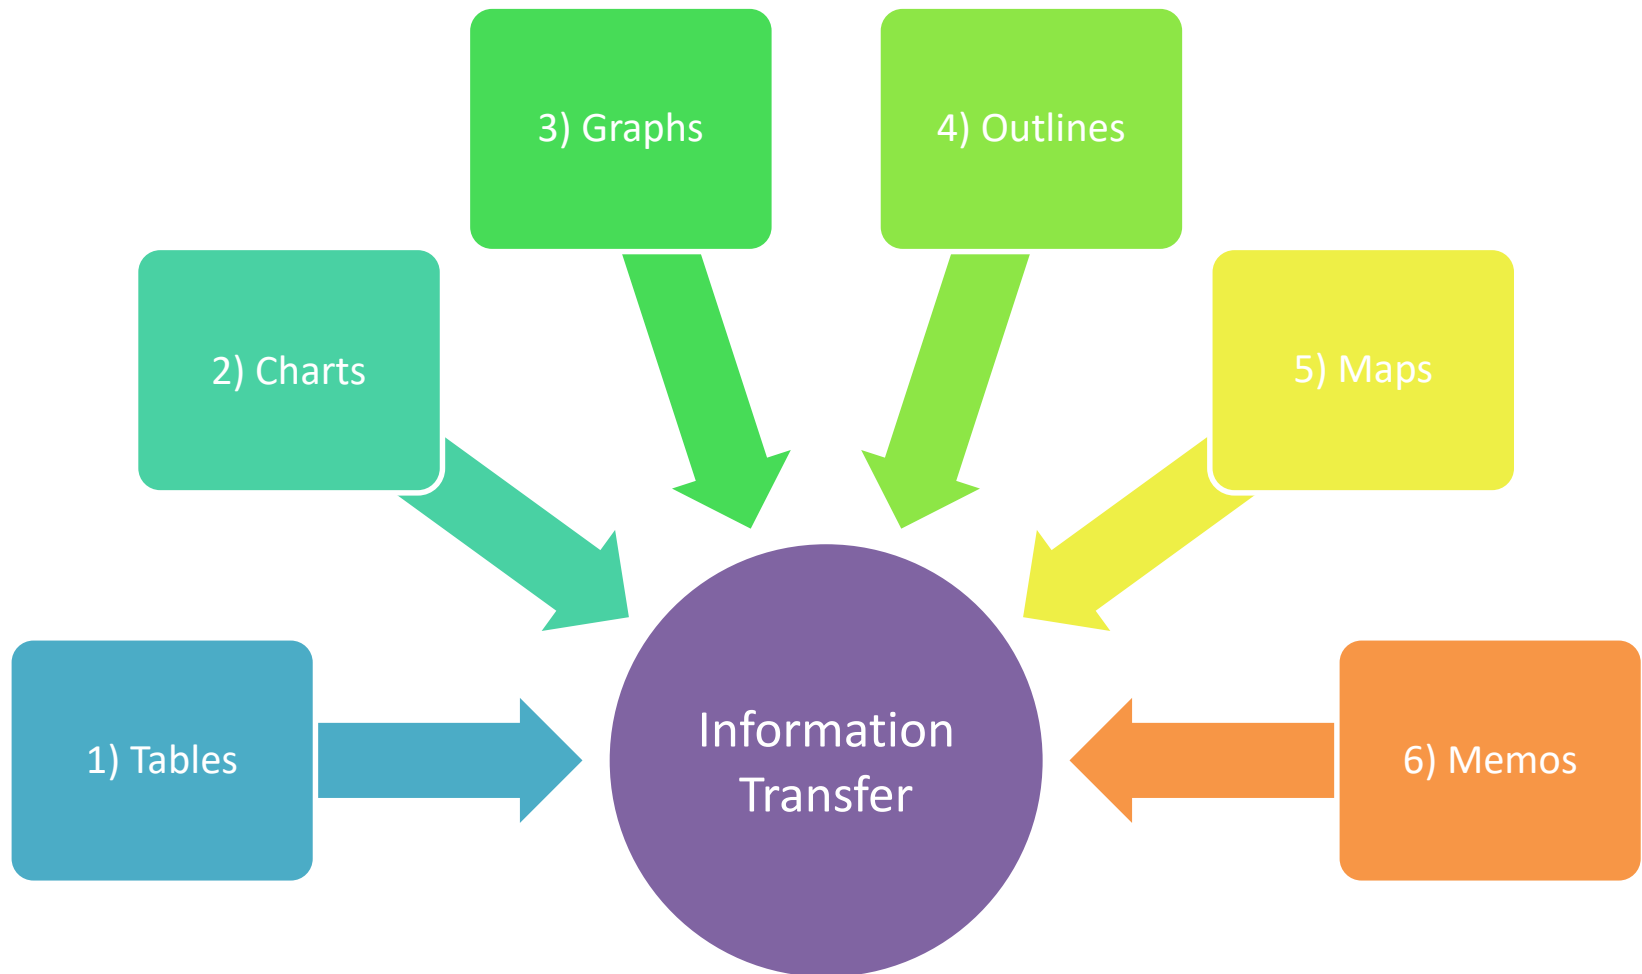 1) Tables
2) Charts
3) Graphs
4) Outlines
5) Maps
6) Memos
Information
Transfer